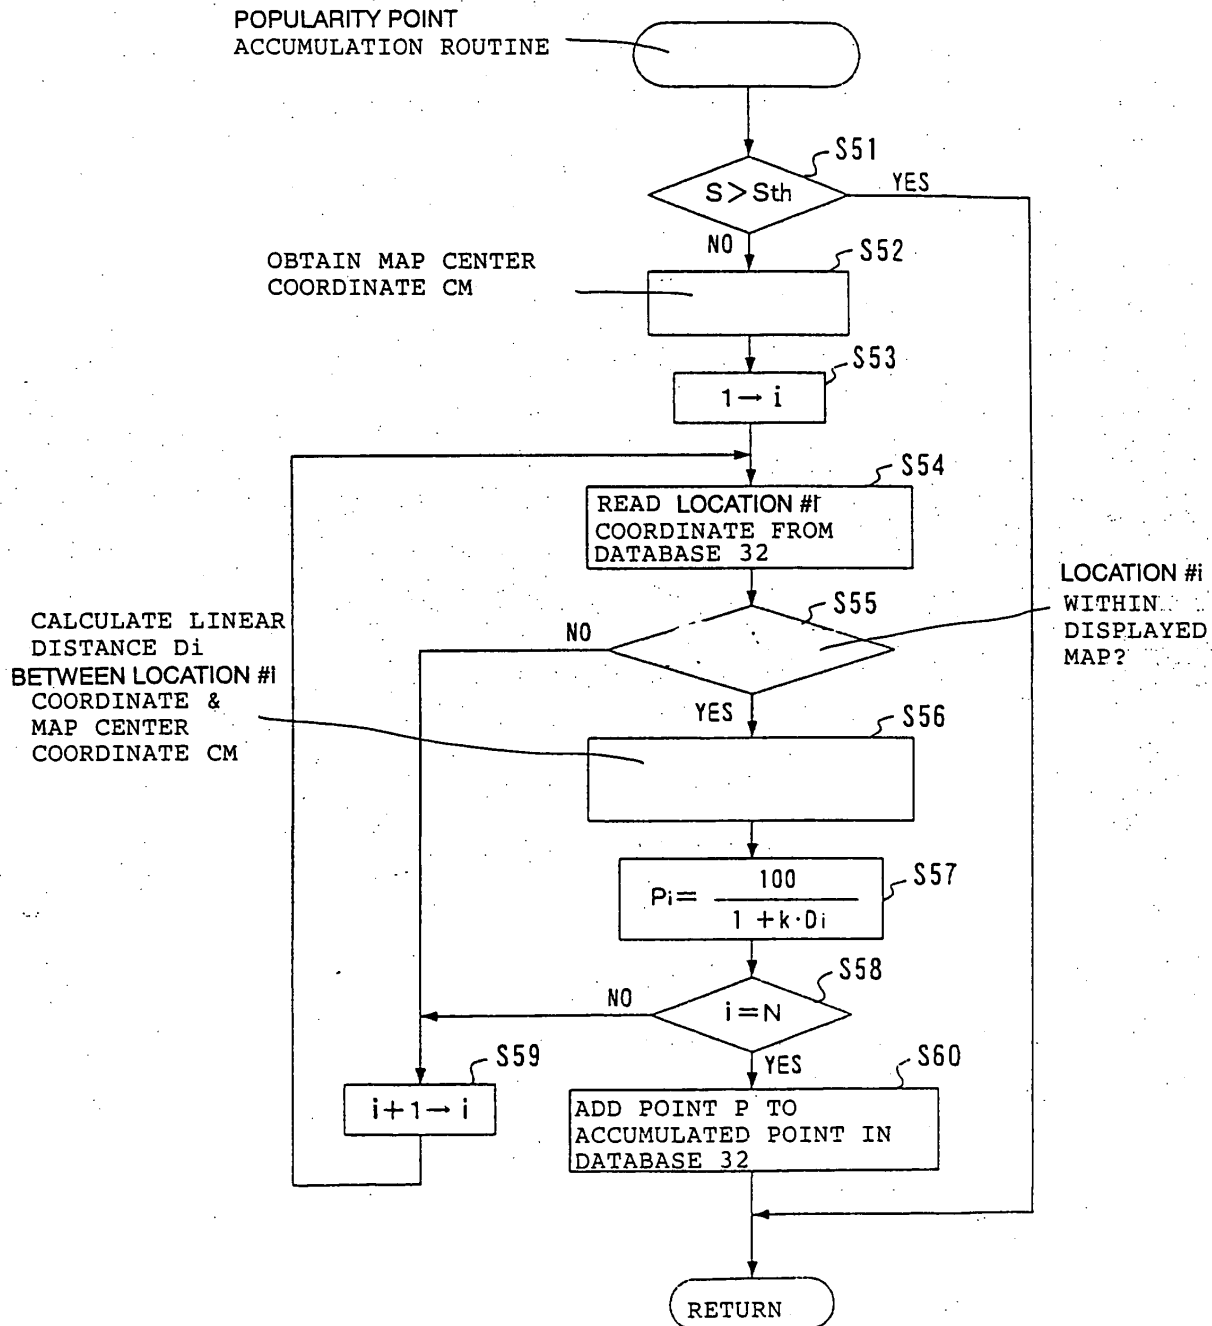 POPULARITY POINT
ACCUMULATION ROUTINE
S51
S>Sth
YES
NO
S52
OBTAIN MAP CENTER
COORDINATE CM
S53
1→ i
S54
READ LOCATION #i
COORDINATE FROM
DATABASE 32
S55
LOCATION #i
WITHIN
DISPLAYED
MAP?
NO
YES
CALCULATE LINEAR
DISTANCE Di
BETWEEN LOCATION #i
COORDINATE &
MAP CENTER
COORDINATE CM
S56
S57
Pi= 100
1 +k·Di
S58
i=N
NO
YES
S59
i+1→ i
S60
ADD POINT P TO
ACCUMULATED POINT IN
DATABASE 32
RETURN